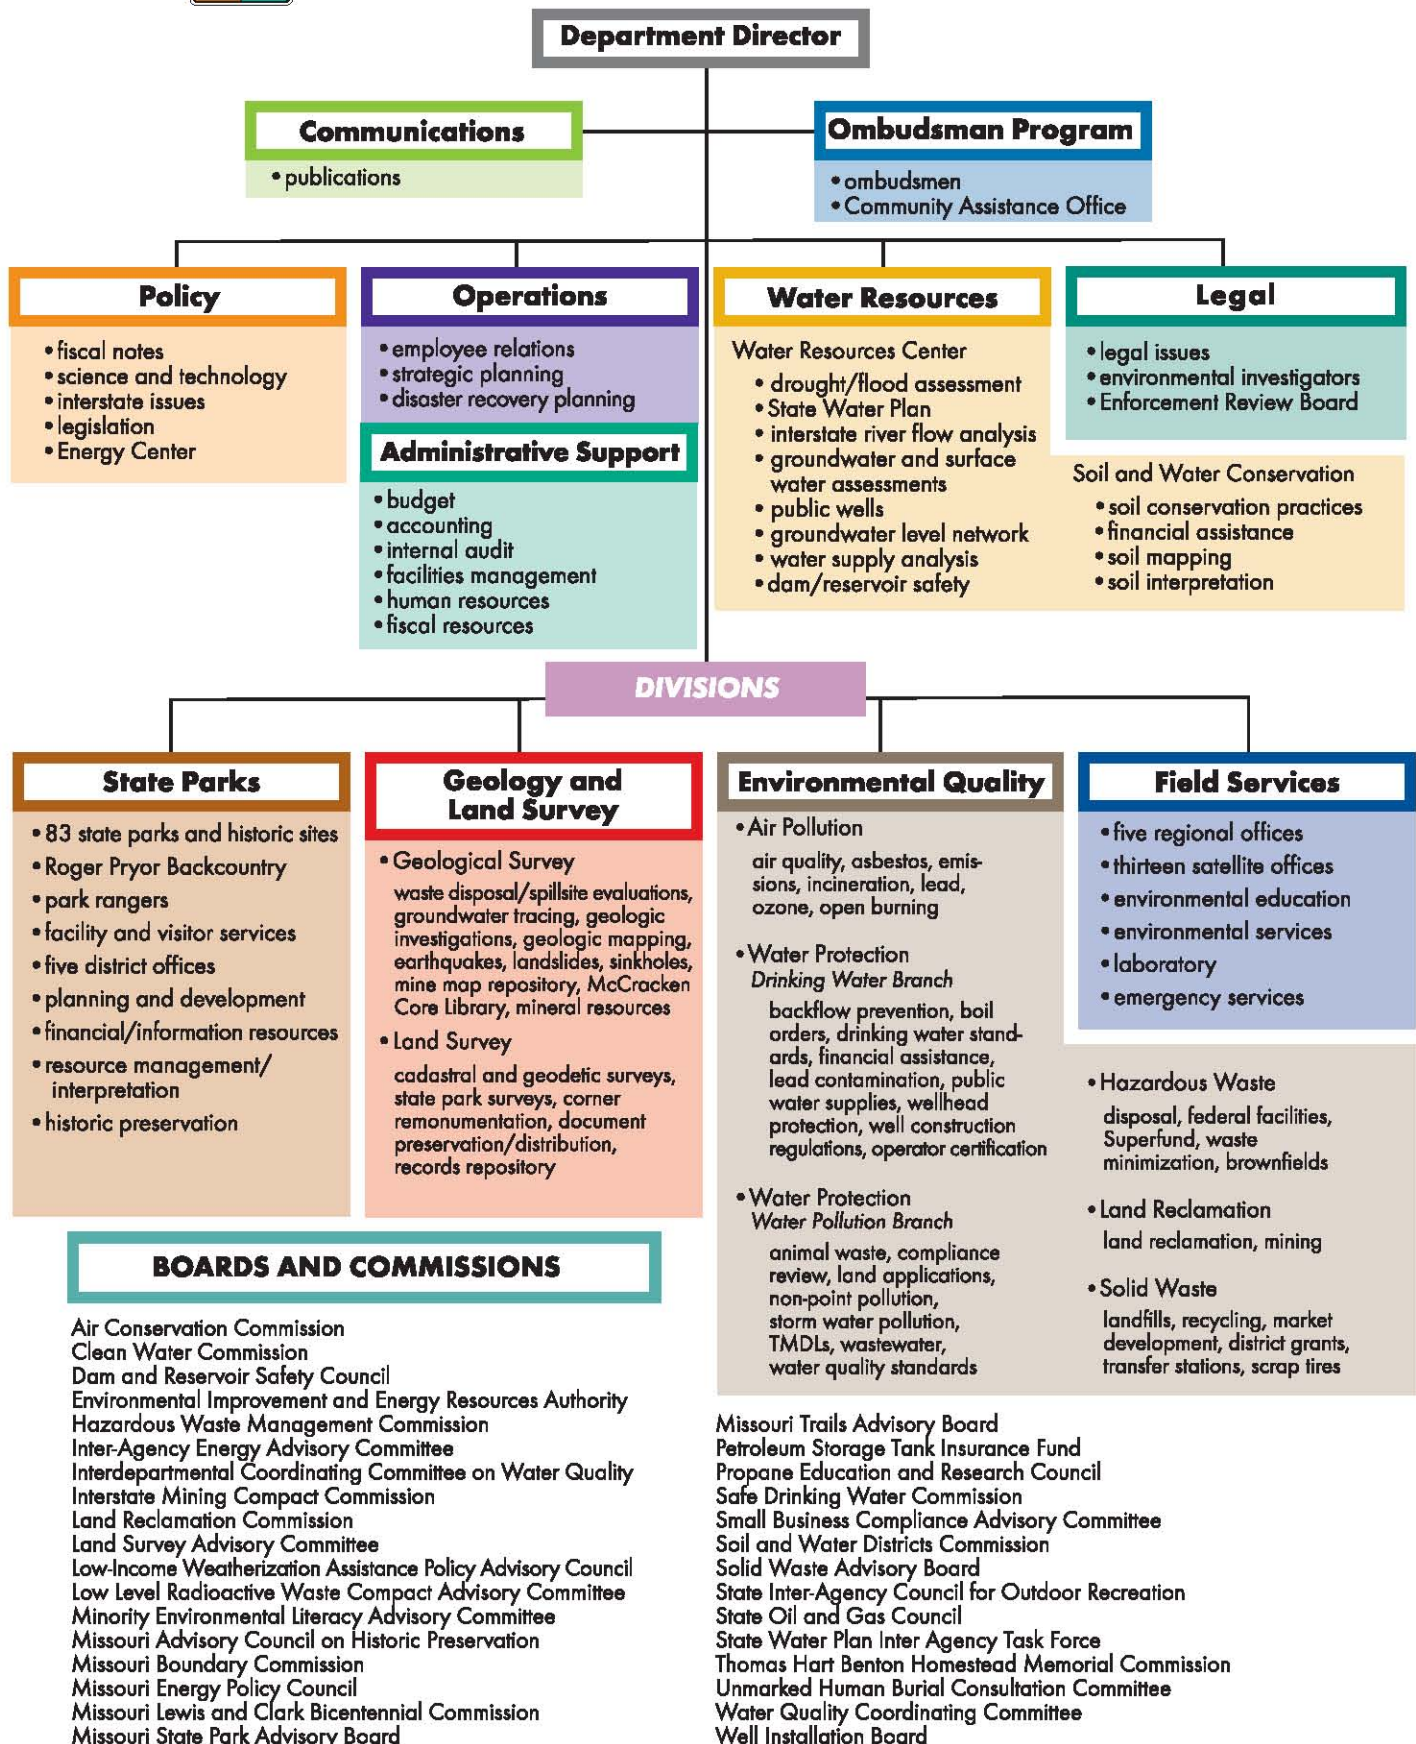 Department Director
Communications
• publications
Ombudsman Program
• ombudsmen
• Community Assistance Office
Policy
• fiscal notes
• science and technology
• interstate issues
• legislation
• Energy Center
Operations
• employee relations
• strategic planning
• disaster recovery planning
Administrative Support
• budget
• accounting
• internal audit
• facilities management
• human resources
• fiscal resources
Water Resources
Water Resources Center
• drought/flood assessment
• State Water Plan
• interstate river flow analysis
• groundwater and surface
water assessments
• public wells
• groundwater level network
• water supply analysis
• dam/reservoir safety
Legal
• legal issues
• environmental investigators
• Enforcement Review Board
Soil and Water Conservation
• soil conservation practices
• financial assistance
• soil mapping
• soil interpretation
DIVISIONS
State Parks
• 83 state parks and historic sites
• Roger Pryor Backcountry
• park rangers
• facility and visitor services
• five district offices
• planning and development
• financial/information resources
• resource management/
interpretation
• historic preservation
Geology and
Land Survey
• Geological Survey
waste disposal/spillsite evaluations,
groundwater tracing, geologic
investigations, geologic mapping,
earthquakes, landslides, sinkholes,
mine map repository, McCracken
Core Library, mineral resources
• Land Survey
cadastral and geodetic surveys,
state park surveys, corner
remonumentation, document
preservation/distribution,
records repository
Environmental Quality
• Air Pollution
air quality, asbestos, emis-
sions, incineration, lead,
ozone, open burning
• Water Protection
Drinking Water Branch
backflow prevention, boil
orders, drinking water stand-
ards, financial assistance,
lead contamination, public
water supplies, wellhead
protection, well construction
regulations, operator certification
• Water Protection
Water Pollution Branch
animal waste, compliance
review, land applications,
non-point pollution,
storm water pollution,
TMDLs, wastewater,
water quality standards
Field Services
• five regional offices
• thirteen satellite offices
• environmental education
• environmental services
• laboratory
• emergency services
• Hazardous Waste
disposal, federal facilities,
Superfund, waste
minimization, brownfields
• Land Reclamation
land reclamation, mining
• Solid Waste
landfills, recycling, market
development, district grants,
transfer stations, scrap tires
BOARDS AND COMMISSIONS
Air Conservation Commission
Clean Water Commission
Dam and Reservoir Safety Council
Environmental Improvement and Energy Resources Authority
Hazardous Waste Management Commission
Inter-Agency Energy Advisory Committee
Interdepartmental Coordinating Committee on Water Quality
Interstate Mining Compact Commission
Land Reclamation Commission
Land Survey Advisory Committee
Low-Income Weatherization Assistance Policy Advisory Council
Low Level Radioactive Waste Compact Advisory Committee
Minority Environmental Literacy Advisory Committee
Missouri Advisory Council on Historic Preservation
Missouri Boundary Commission
Missouri Energy Policy Council
Missouri Lewis and Clark Bicentennial Commission
Missouri State Park Advisory Board
Missouri Trails Advisory Board
Petroleum Storage Tank Insurance Fund
Propane Education and Research Council
Safe Drinking Water Commission
Small Business Compliance Advisory Committee
Soil and Water Districts Commission
Solid Waste Advisory Board
State Inter-Agency Council for Outdoor Recreation
State Oil and Gas Council
State Water Plan Inter Agency Task Force
Thomas Hart Benton Homestead Memorial Commission
Unmarked Human Burial Consultation Committee
Water Quality Coordinating Committee
Well Installation Board